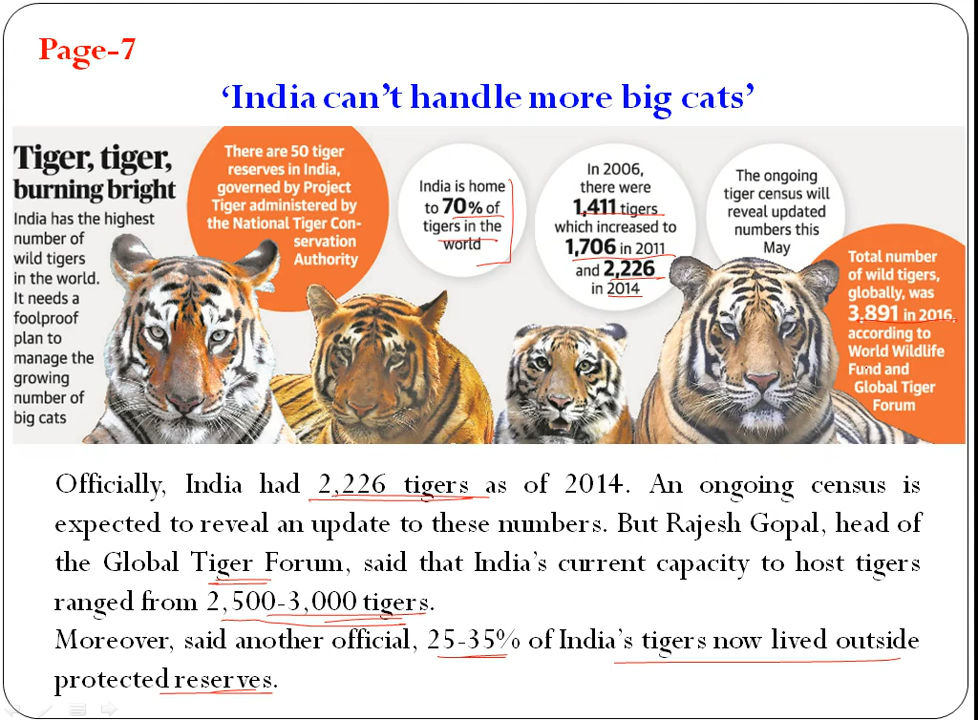 Page-7
‘India can’t handle more big cats’
Tiger, tiger,
burning bright
India has the highest
number of
wild tigers
in the world.
It needs a
foolproof
plan to
manage the
growing
number of
big cats
There are 50 tiger
reserves in India,
governed by Project
Tiger administered by
the National Tiger Con-
servation
Authority
India is home
to 70% of
tigers in the
world
In 2006,
there were
1,411 tigers
which increased to
1,706 in 2011
and 2,226
in 2014
The ongoing
tiger census will
reveal updated
numbers this
May
Total number
of wild tigers,
globally, was
3,891 in 2016,
according to
World Wildlife
Fund and
Global Tiger
Forum
Officially, India had 2,226 tigers as of 2014. An ongoing census is
expected to reveal an update to these numbers. But Rajesh Gopal, head of
the Global Tiger Forum, said that India’s current capacity to host tigers
ranged from 2,500-3,000 tigers.
Moreover, said another official, 25-35% of India’s tigers now lived outside
protected reserves.